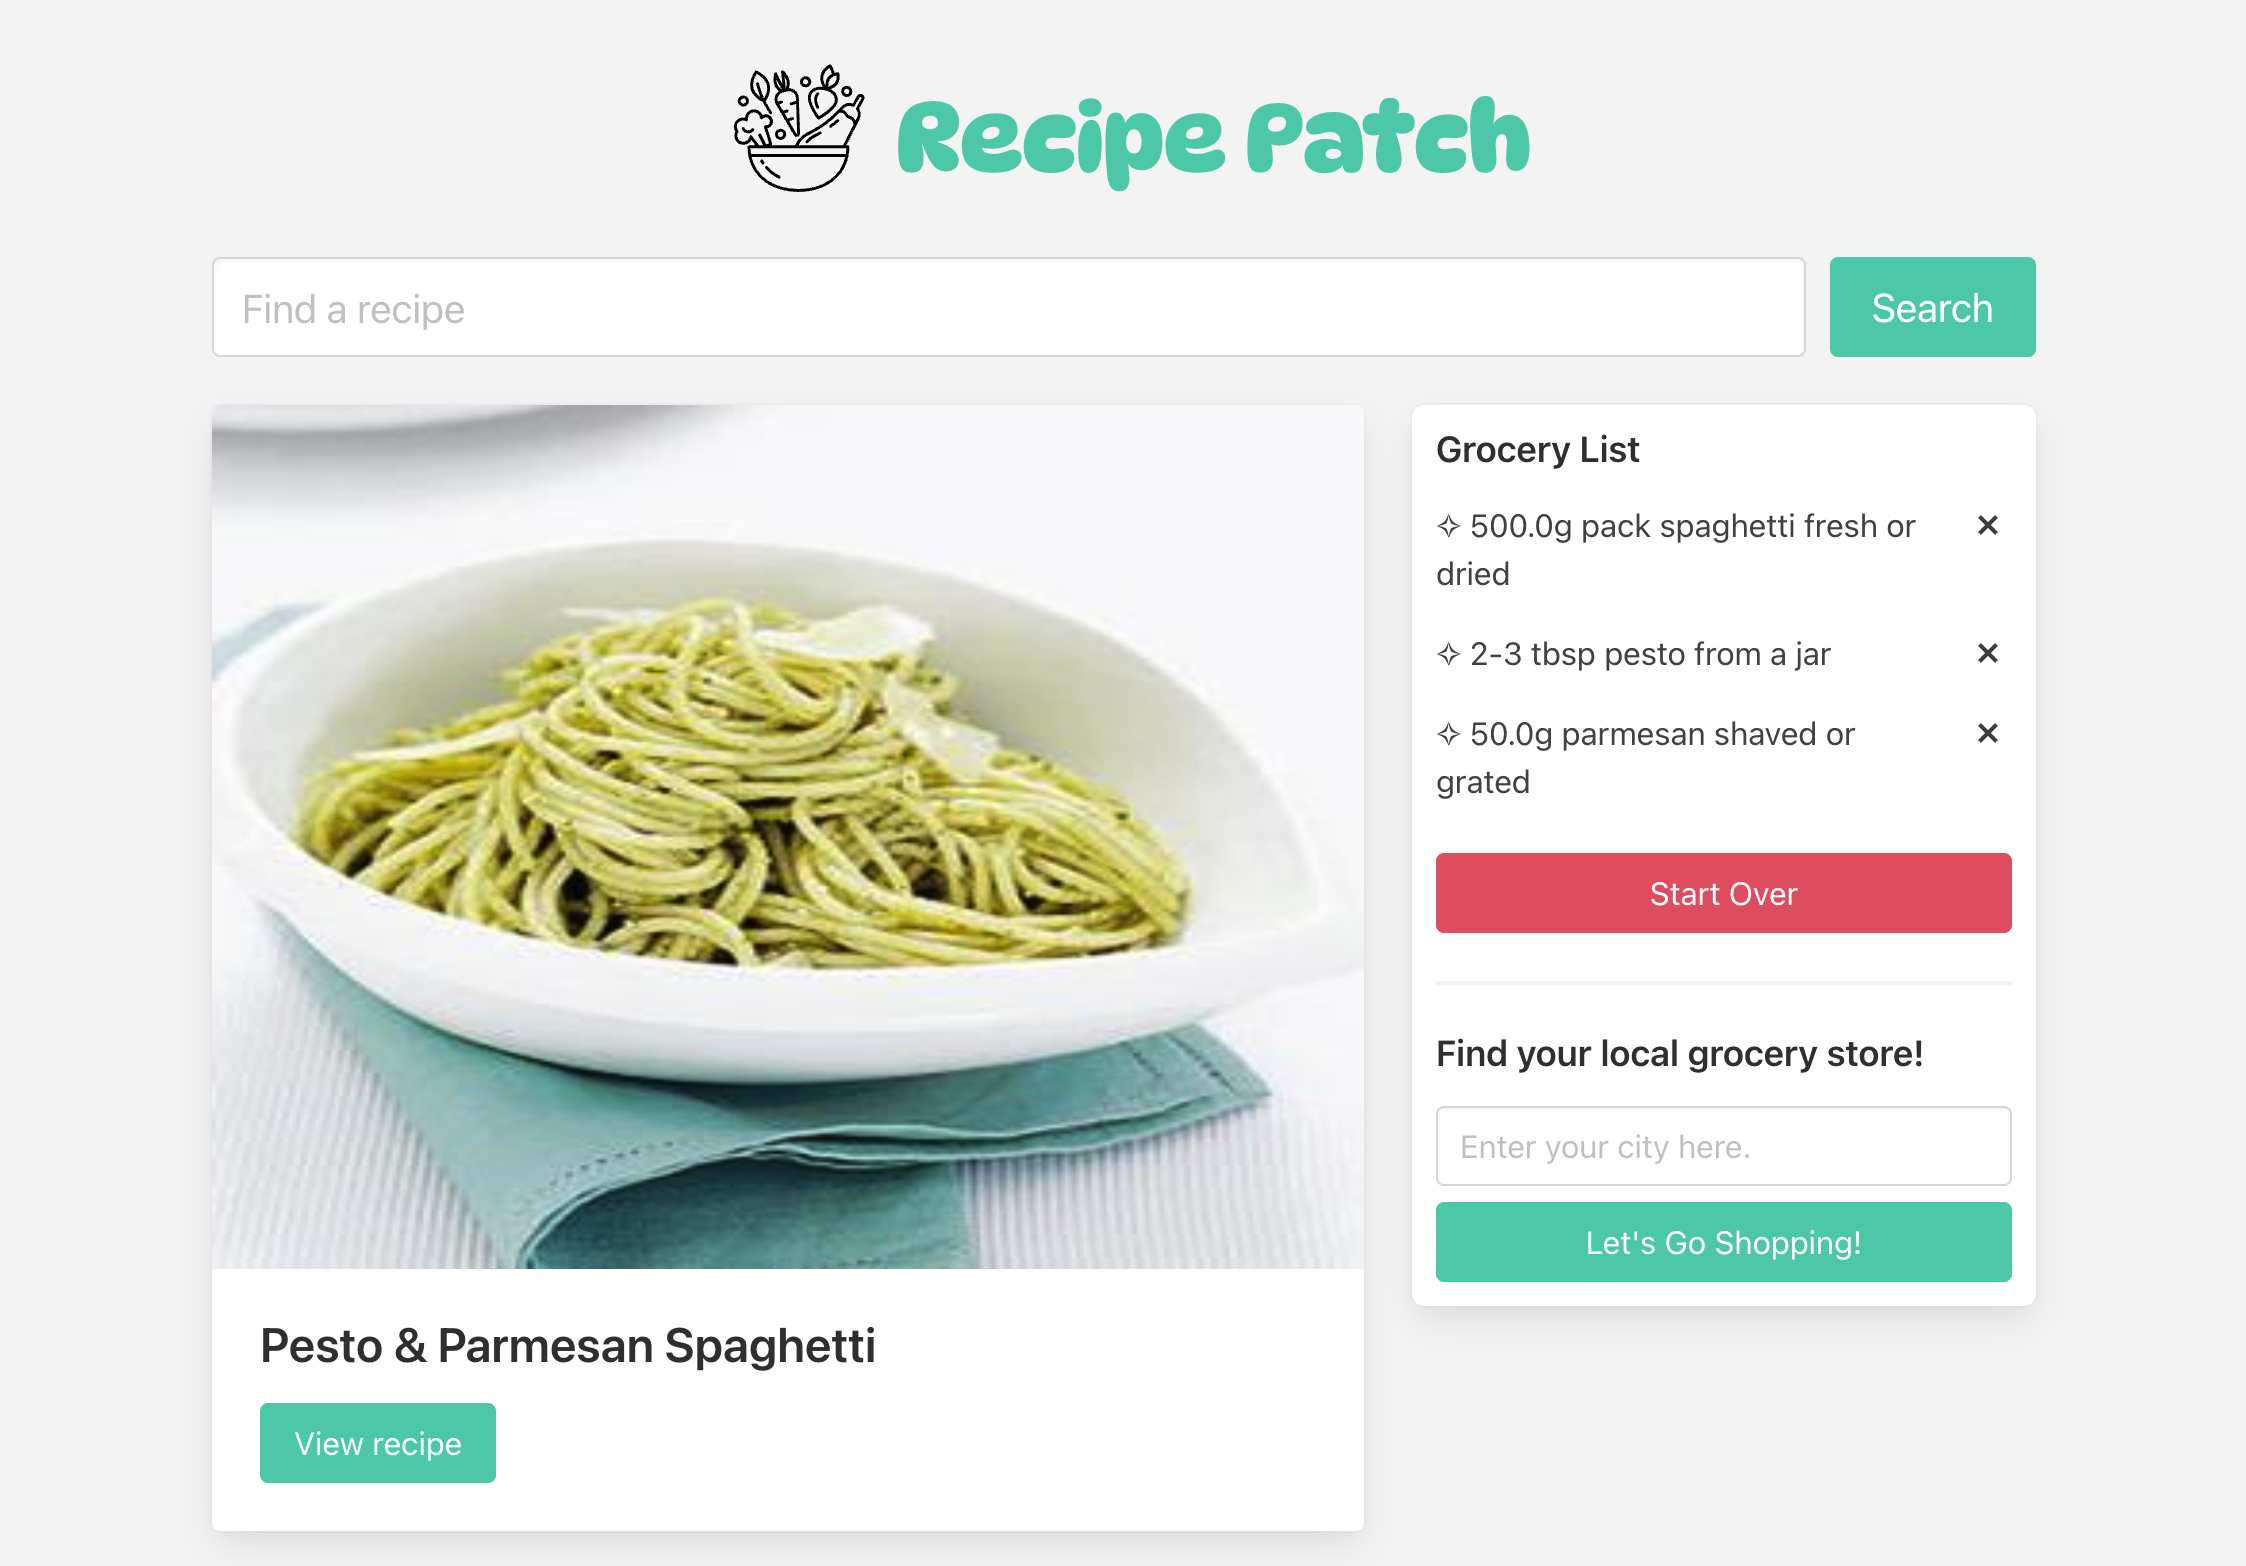 Recipe Patch
Find a recipe
Search
Grocery List
✧ 500.0g pack spaghetti fresh or
dried
✕
✧ 2-3 tbsp pesto from a jar
✕
✧ 50.0g parmesan shaved or
grated
✕
Start Over
Find your local grocery store!
Enter your city here.
Let's Go Shopping!
Pesto & Parmesan Spaghetti
View recipe